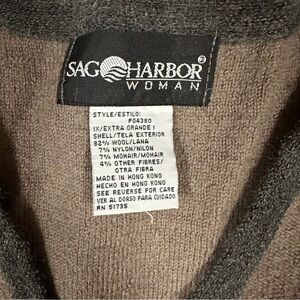 SAG HARBOR®
WOMAN
STYLE/ESTILO:
F04380
1X/EXTRA GRANDE 1
SHELL/TELA EXTERIOR
82% WOOL/LANA
7% NYLON/NILON
7% MOHAIR/MOHAIR
4% OTHER FIBRES/
OTRA FIBRA
MADE IN HONG KONG
HECHO EN HONG KONG
SEE REVERSE FOR CARE
VER AL DORSO PARA CUIDADO
RN 51735